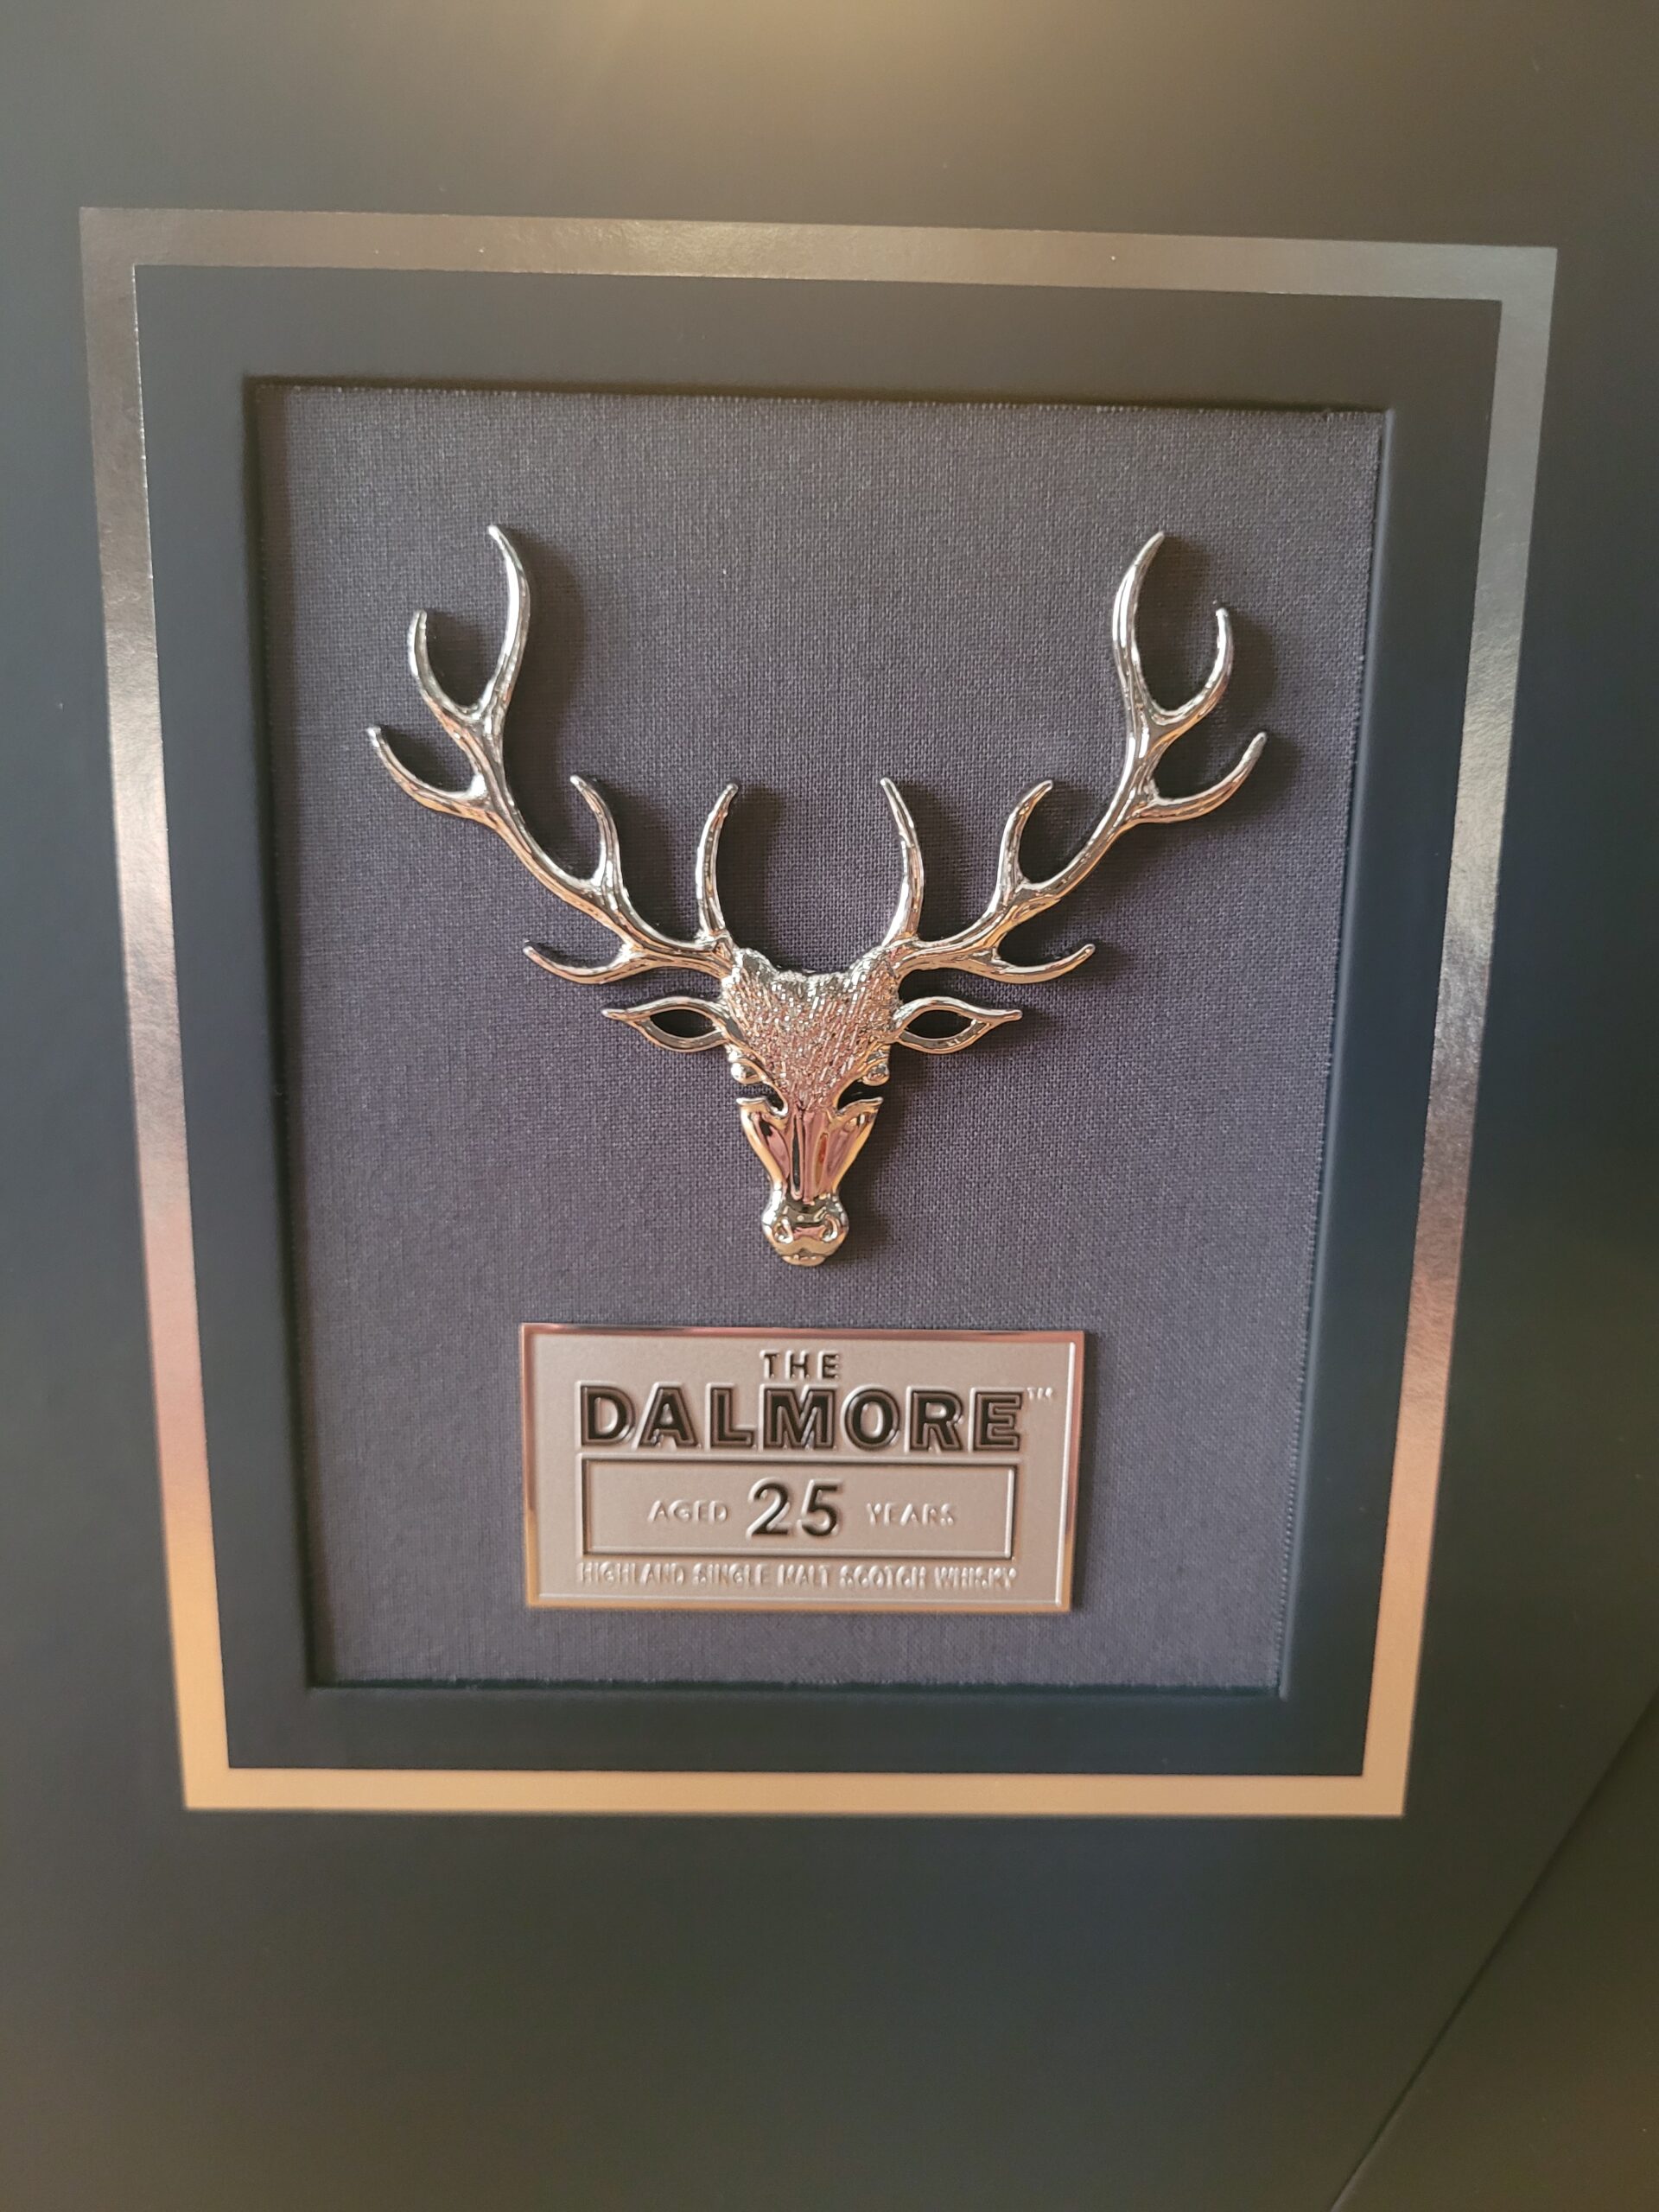 THE
DALMORE™
AGED 25 YEARS
HIGHLAND SINGLE MALT SCOTCH WHISKY